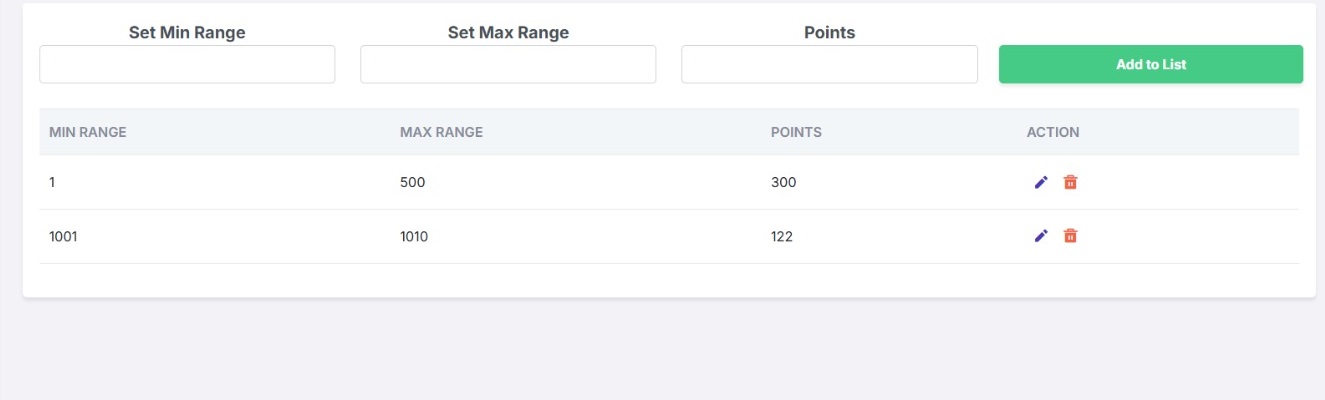 Set Min Range Set Max Range Points
Add to List
MIN RANGE MAX RANGE POINTS ACTION
1 500 300
1001 1010 122